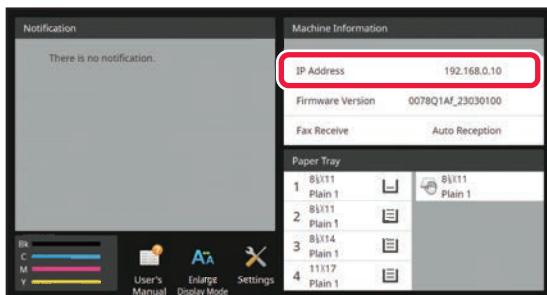 Notification
There is no notification.
Machine Information
IP Address 192.168.0.10
Firmware Version 0078Q1Af_23030100
Fax Receive Auto Reception
Paper Tray
1 8½X11
Plain 1
2 8½X11
Plain 1
3 8½X14
Plain 1
4 11X17
Plain 1
8½X11
Plain 1
Bk
C
M
Y
User's
Manual
Enlarge
Display Mode
Settings